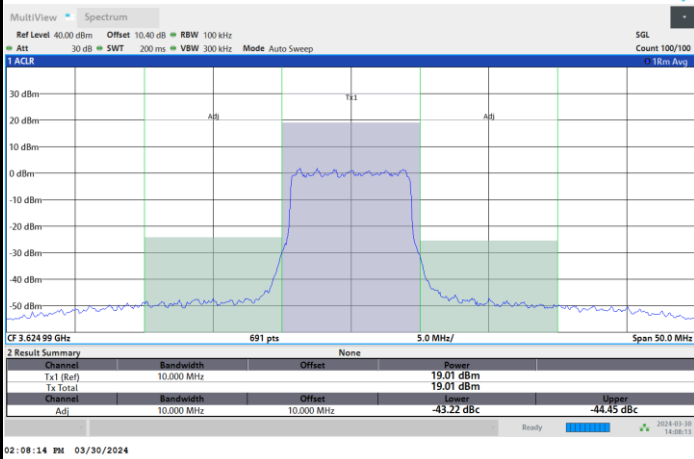 MultiView Spectrum
Ref Level 40.00 dBm Offset 10.40 dB RBW 100 kHz SGL
Att 30 dB SWT 200 ms VBW 300 kHz Mode Auto Sweep Count 100/100
1 ACLR 1Rm Avg
30 dBm
Tx1
20 dBm
Adj Adj
10 dBm
0 dBm
-10 dBm
-20 dBm
-30 dBm
-40 dBm
-50 dBm
CF 3.624 99 GHz 691 pts 5.0 MHz/ Span 50.0 MHz
2 Result Summary None
Channel Bandwidth Offset Power
Tx1 (Ref) 10.000 MHz 19.01 dBm
Tx Total 19.01 dBm
Channel Bandwidth Offset Lower Upper
Adj 10.000 MHz 10.000 MHz -43.22 dBc -44.45 dBc
Ready 2024-03-30
14:08:13
02:08:14 PM 03/30/2024